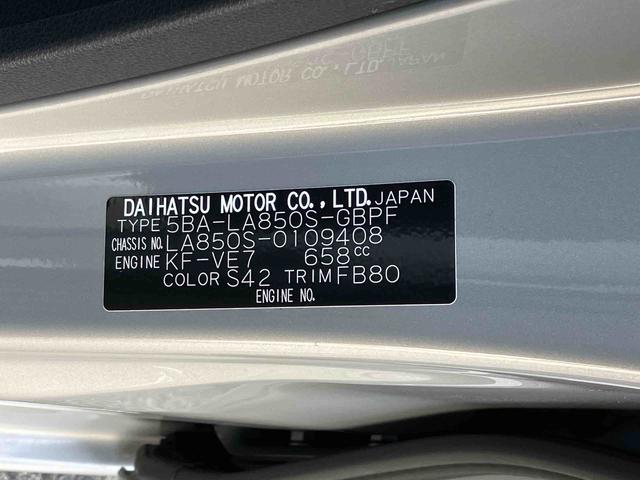 DAIHATSU MOTOR CO., LTD. JAPAN
TYPE 5BA-LA850S-GBPF
CHASSIS NO. LA850S-0109408
ENGINE KF-VE7 658cc
COLOR S42 TRIM FB80
ENGINE NO.